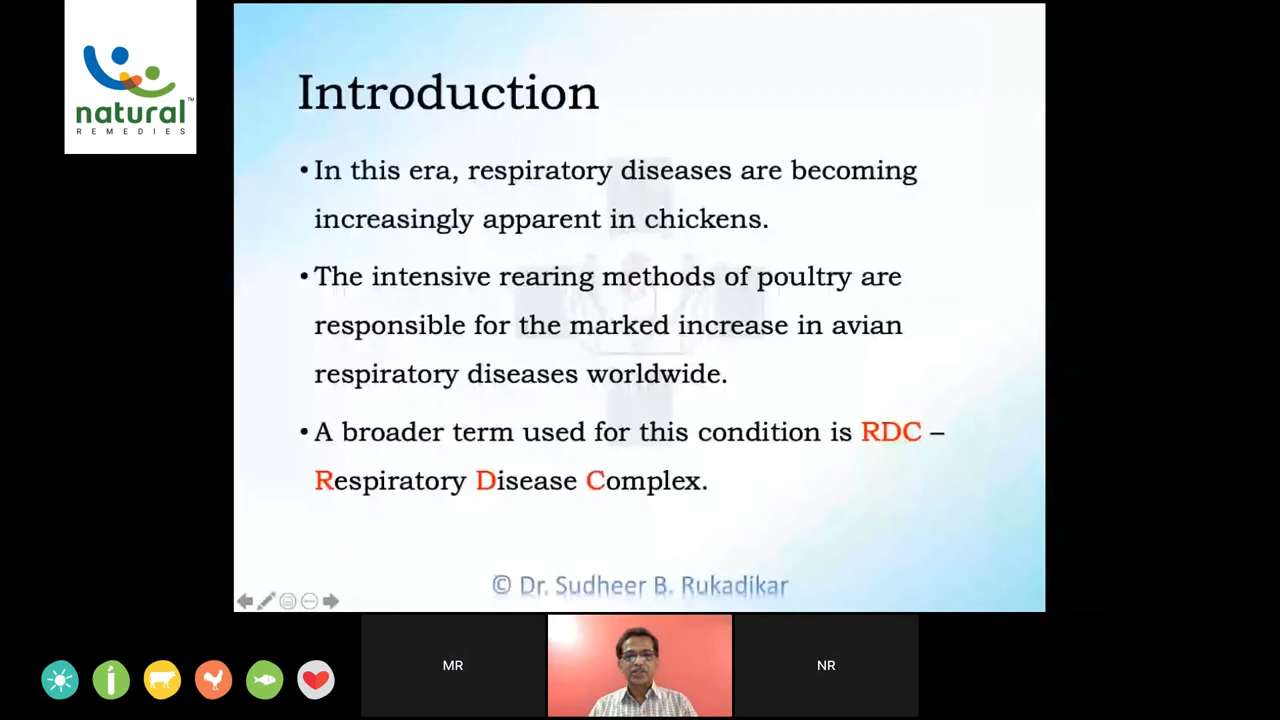 natural™
REMEDIES
Introduction
• In this era, respiratory diseases are becoming
increasingly apparent in chickens.
• The intensive rearing methods of poultry are
responsible for the marked increase in avian
respiratory diseases worldwide.
• A broader term used for this condition is RDC –
Respiratory Disease Complex.
© Dr. Sudheer B. Rukadikar
MR
NR